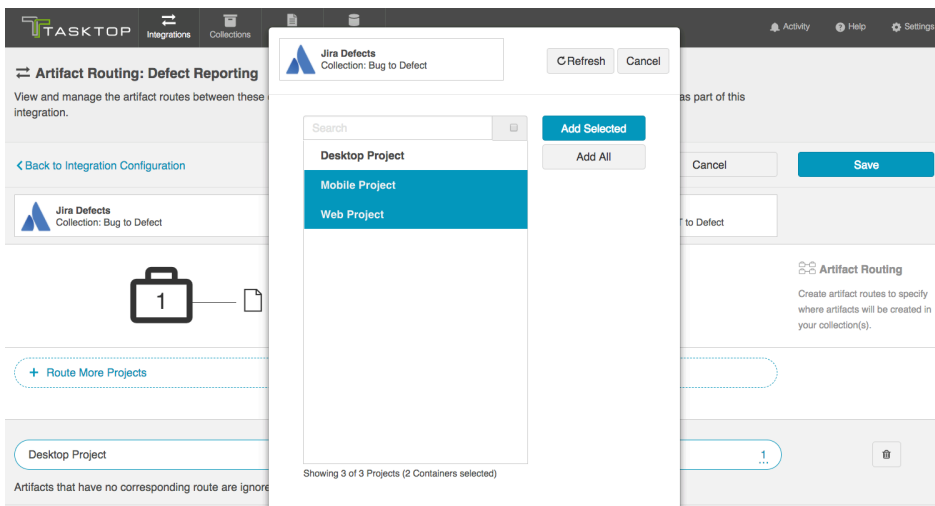 TASKTOP
Integrations
Collections
Activity
Help
Settings
Artifact Routing: Defect Reporting
View and manage the artifact routes between these
as part of this
integration.
Back to Integration Configuration
Cancel
Save
Jira Defects
Collection: Bug to Defect
to Defect
1
Artifact Routing
Create artifact routes to specify
where artifacts will be created in
your collection(s).
+ Route More Projects
Desktop Project
1
Artifacts that have no corresponding route are ignore
Jira Defects
Collection: Bug to Defect
Refresh
Cancel
Search
Add Selected
Add All
Desktop Project
Mobile Project
Web Project
Showing 3 of 3 Projects (2 Containers selected)